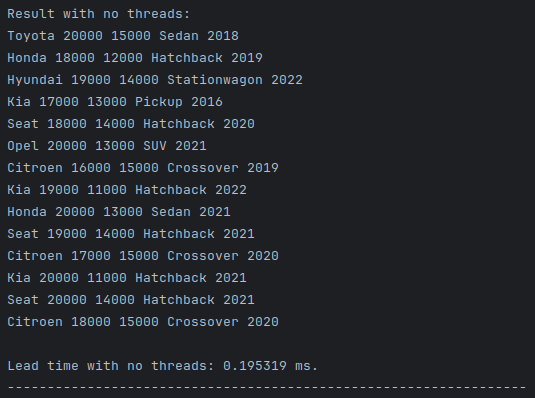 Result with no threads:
Toyota 20000 15000 Sedan 2018
Honda 18000 12000 Hatchback 2019
Hyundai 19000 14000 Stationwagon 2022
Kia 17000 13000 Pickup 2016
Seat 18000 14000 Hatchback 2020
Opel 20000 13000 SUV 2021
Citroen 16000 15000 Crossover 2019
Kia 19000 11000 Hatchback 2022
Honda 20000 13000 Sedan 2021
Seat 19000 14000 Hatchback 2021
Citroen 17000 15000 Crossover 2020
Kia 20000 11000 Hatchback 2021
Seat 20000 14000 Hatchback 2021
Citroen 18000 15000 Crossover 2020
Lead time with no threads: 0.195319 ms.
-----------------------------------------------------------------